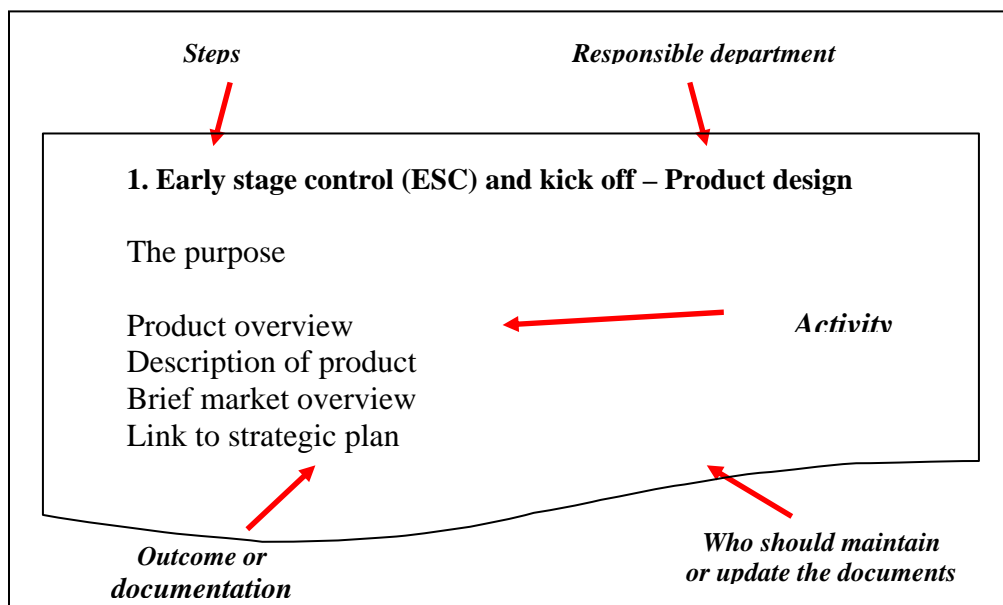 Steps
Responsible department
1. Early stage control (ESC) and kick off – Product design
The purpose
Product overview
Activity
Description of product
Brief market overview
Link to strategic plan
Outcome or
documentation
Who should maintain
or update the documents